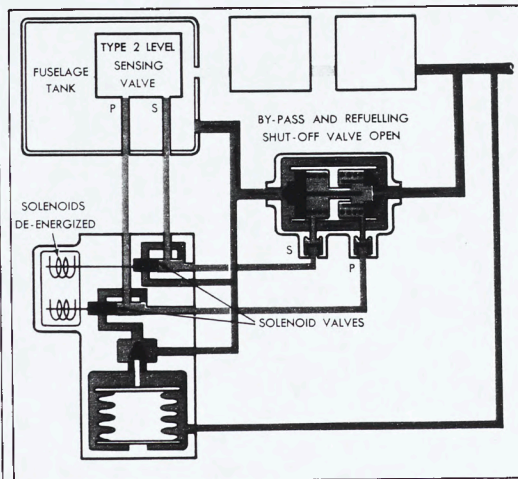 TYPE 2 LEVEL
SENSING
VALVE
FUSELAGE
TANK
P
S
BY-PASS AND REFUELLING
SHUT-OFF VALVE OPEN
SOLENOIDS
DE-ENERGIZED
S
P
SOLENOID VALVES